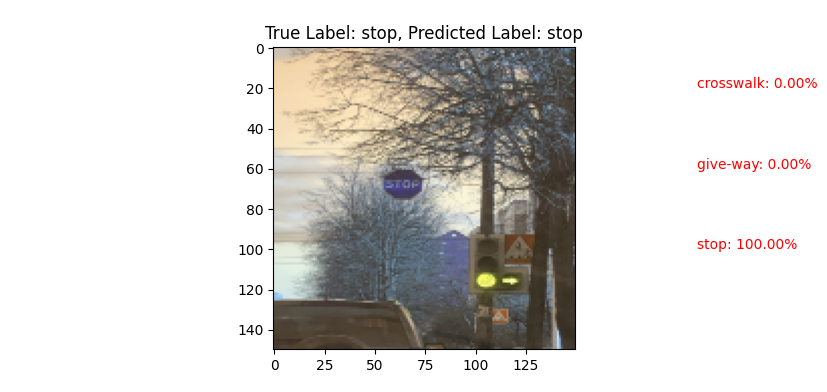 True Label: stop, Predicted Label: stop
0
20
40
60
80
100
120
140
0 25 50 75 100 125
STOP
crosswalk: 0.00%
give-way: 0.00%
stop: 100.00%